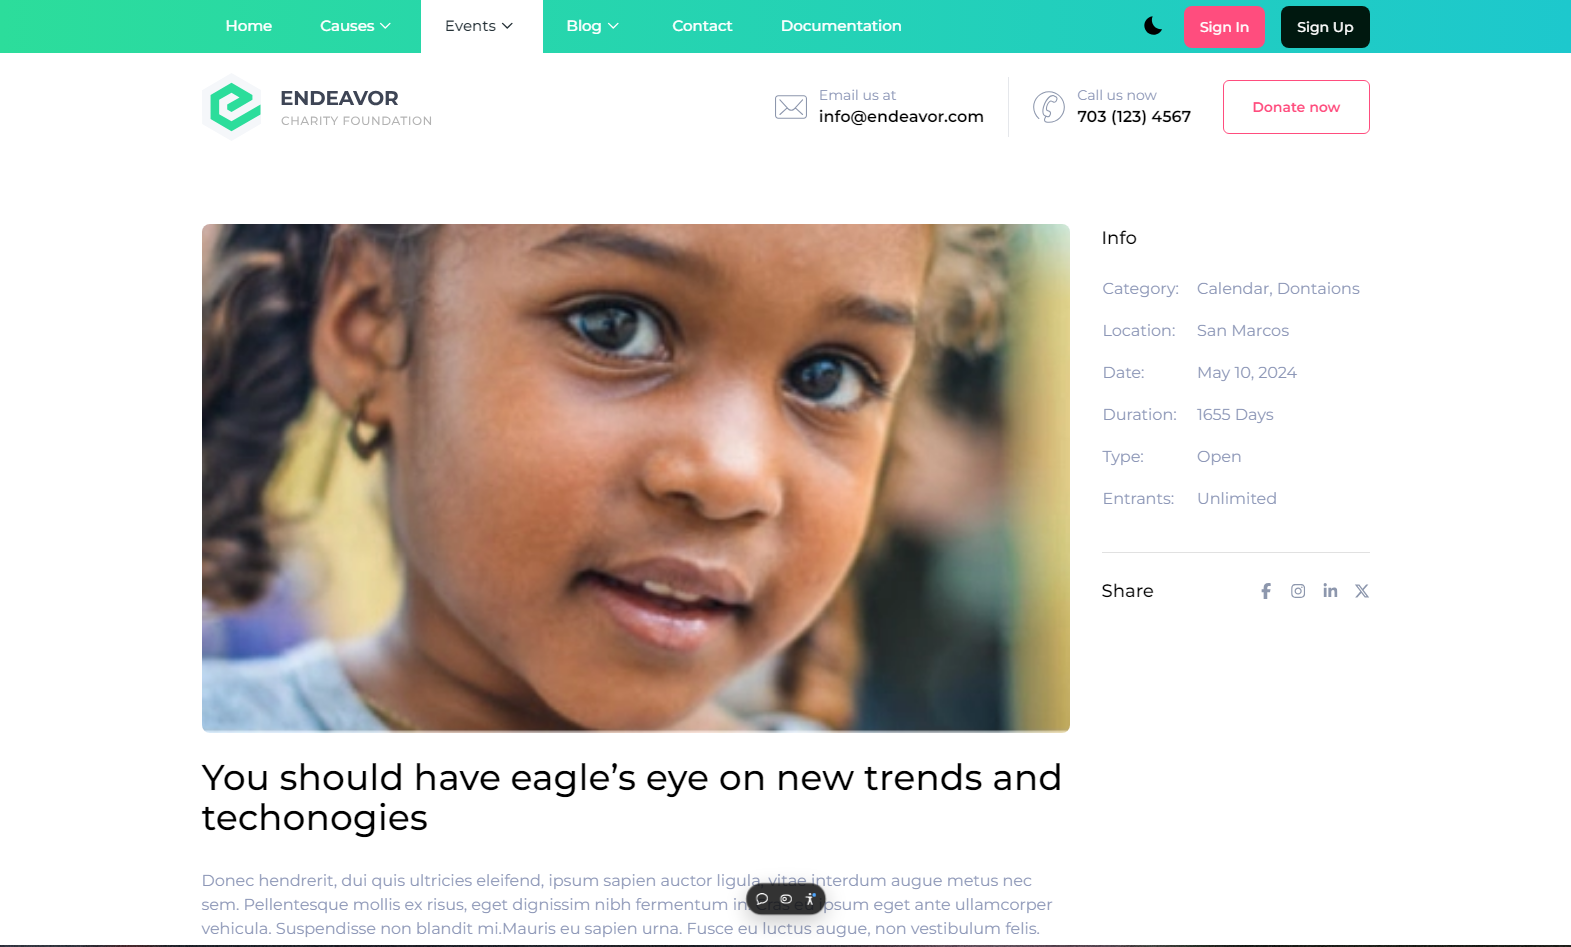 Home Causes Events Blog Contact Documentation Sign In Sign Up
ENDEAVOR
CHARITY FOUNDATION
Email us at
info@endeavor.com
Call us now
703 (123) 4567
Donate now
Info
Category: Calendar, Dontaions
Location: San Marcos
Date: May 10, 2024
Duration: 1655 Days
Type: Open
Entrants: Unlimited
Share
You should have eagle’s eye on new trends and
techonogies
Donec hendrerit, dui quis ultricies eleifend, ipsum sapien auctor ligula, vitae interdum augue metus nec
sem. Pellentesque mollis ex risus, eget dignissim nibh fermentum in ipsum eget ante ullamcorper
vehicula. Suspendisse non blandit mi.Mauris eu sapien urna. Fusce eu luctus augue, non vestibulum felis.